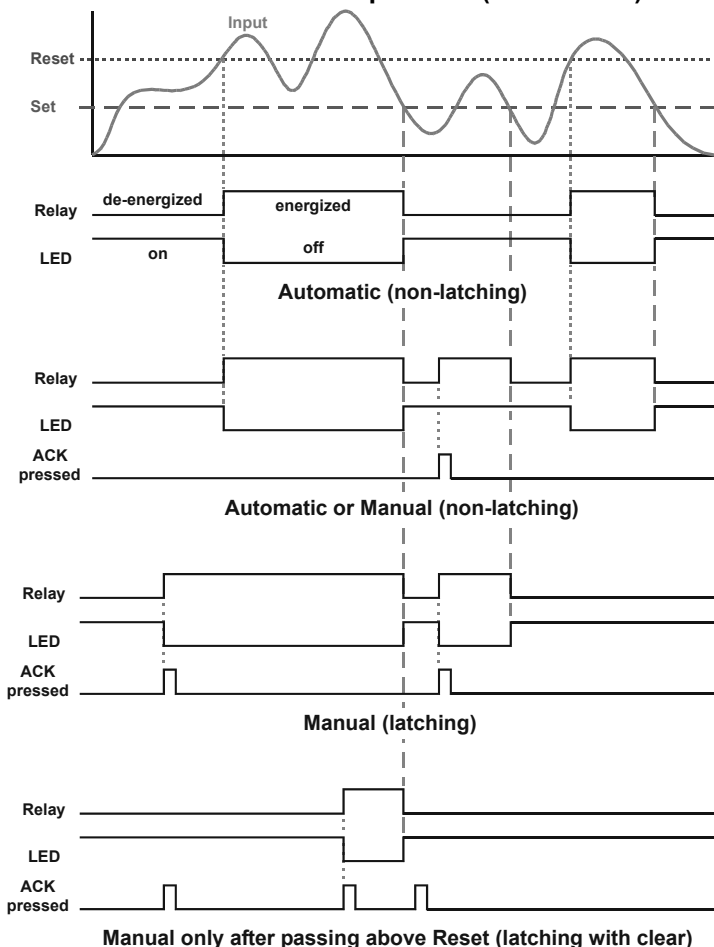 Input
Reset
Set
de-energized
energized
Relay
on
off
LED
Automatic (non-latching)
Relay
LED
ACK
pressed
Automatic or Manual (non-latching)
Relay
LED
ACK
pressed
Manual (latching)
Relay
LED
ACK
pressed
Manual only after passing above Reset (latching with clear)